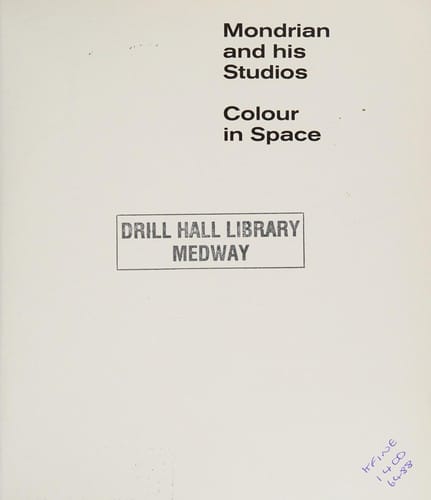 Mondrian
and his
Studios
Colour
in Space
DRILL HALL LIBRARY
MEDWAY